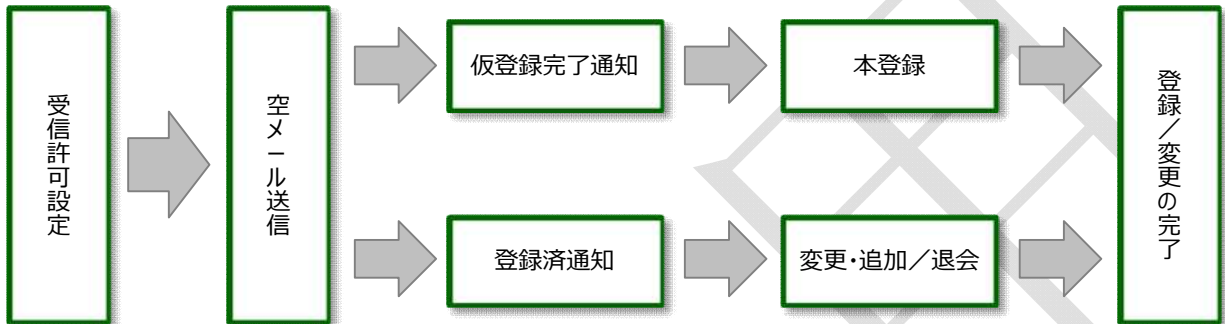 受信許可設定
空メール送信
仮登録完了通知
本登録
登録済通知
変更・追加／退会
登録／変更の完了